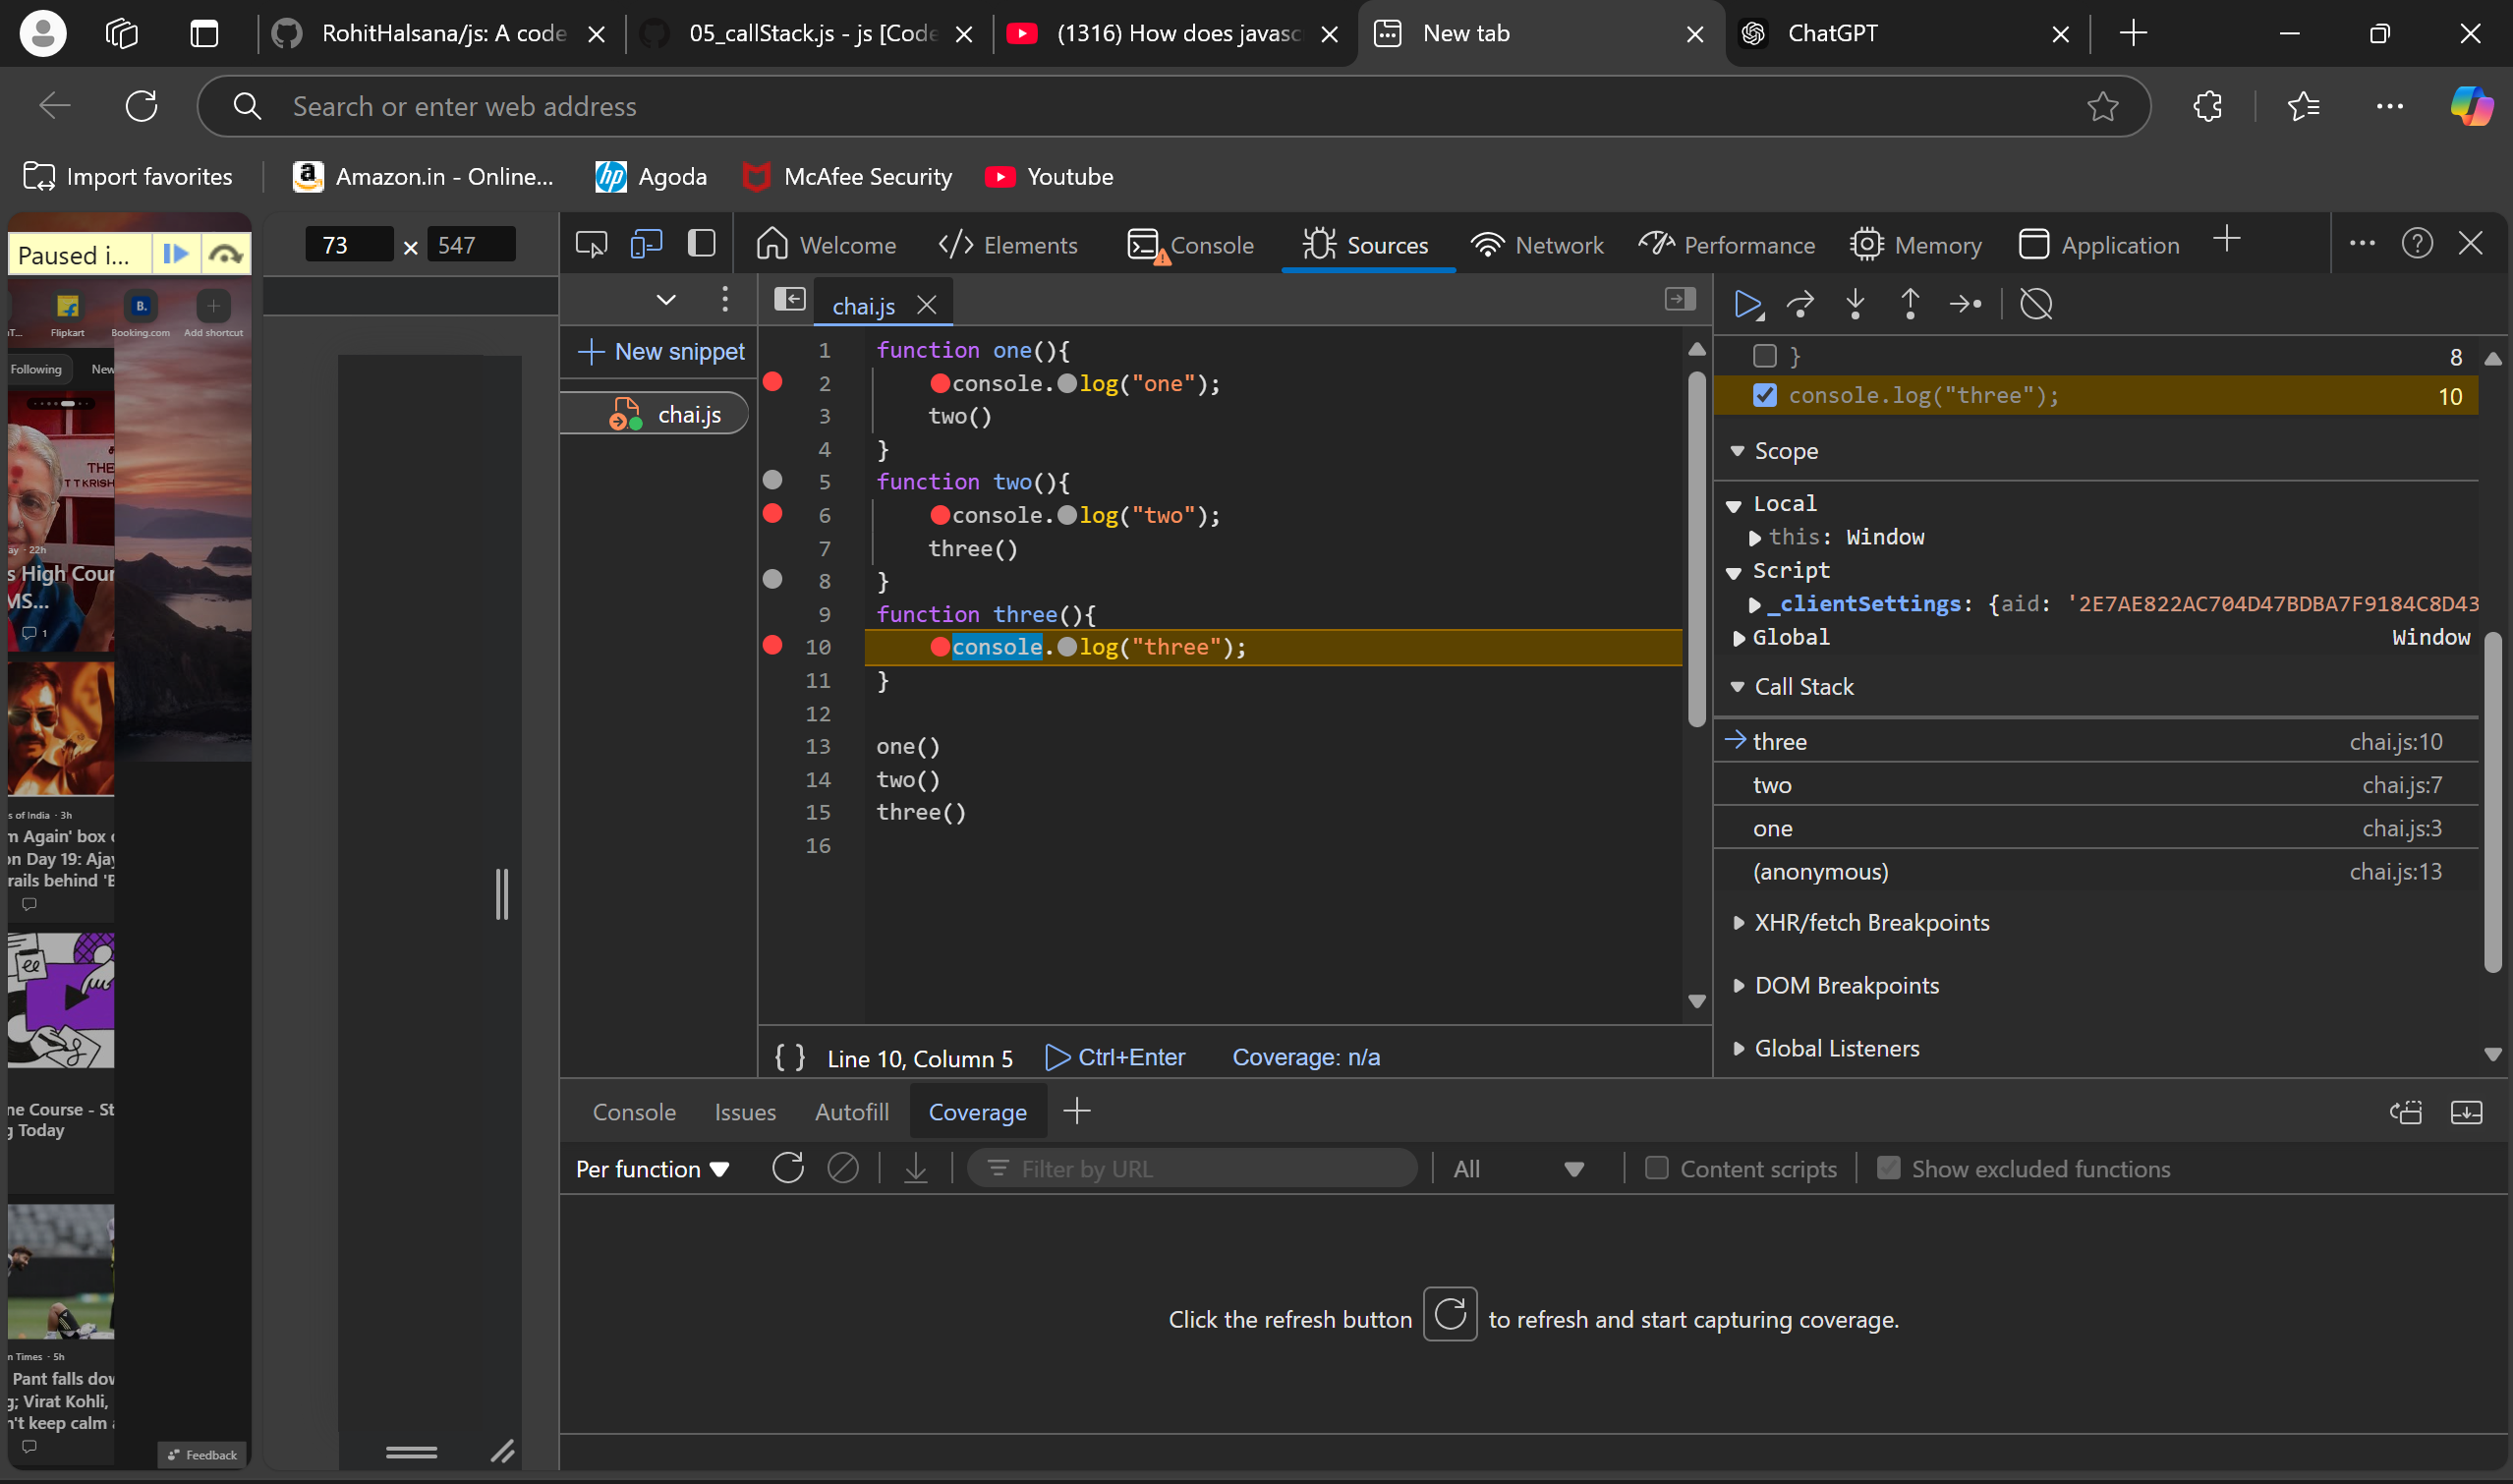 RohitHalsana/js: A code
05_callStack.js - js [Code
(1316) How does javasc
New tab
ChatGPT
Search or enter web address
Import favorites
Amazon.in - Online...
Agoda
McAfee Security
Youtube
Paused i...
73 × 547
Welcome
Elements
Console
Sources
Network
Performance
Memory
Application
Flipkart
Booking.com
Add shortcut
Following
New
THE
T T KRISH
ay · 22h
s High Cour
MS...
1
s of India · 3h
m Again' box o
on Day 19: Ajay
rails behind 'B
ne Course - St
g Today
n Times · 5h
Pant falls dow
g; Virat Kohli,
n't keep calm a
Feedback
New snippet
chai.js
chai.js
1 function one(){
2 console.log("one");
3 two()
4 }
5 function two(){
6 console.log("two");
7 three()
8 }
9 function three(){
10 console.log("three");
11 }
12
13 one()
14 two()
15 three()
16
{ } Line 10, Column 5 Ctrl+Enter Coverage: n/a
} 8
console.log("three"); 10
Scope
Local
this: Window
Script
_clientSettings: {aid: '2E7AE822AC704D47BDBA7F9184C8D43
Global Window
Call Stack
three chai.js:10
two chai.js:7
one chai.js:3
(anonymous) chai.js:13
XHR/fetch Breakpoints
DOM Breakpoints
Global Listeners
Console Issues Autofill Coverage
Per function Filter by URL All Content scripts Show excluded functions
Click the refresh button to refresh and start capturing coverage.